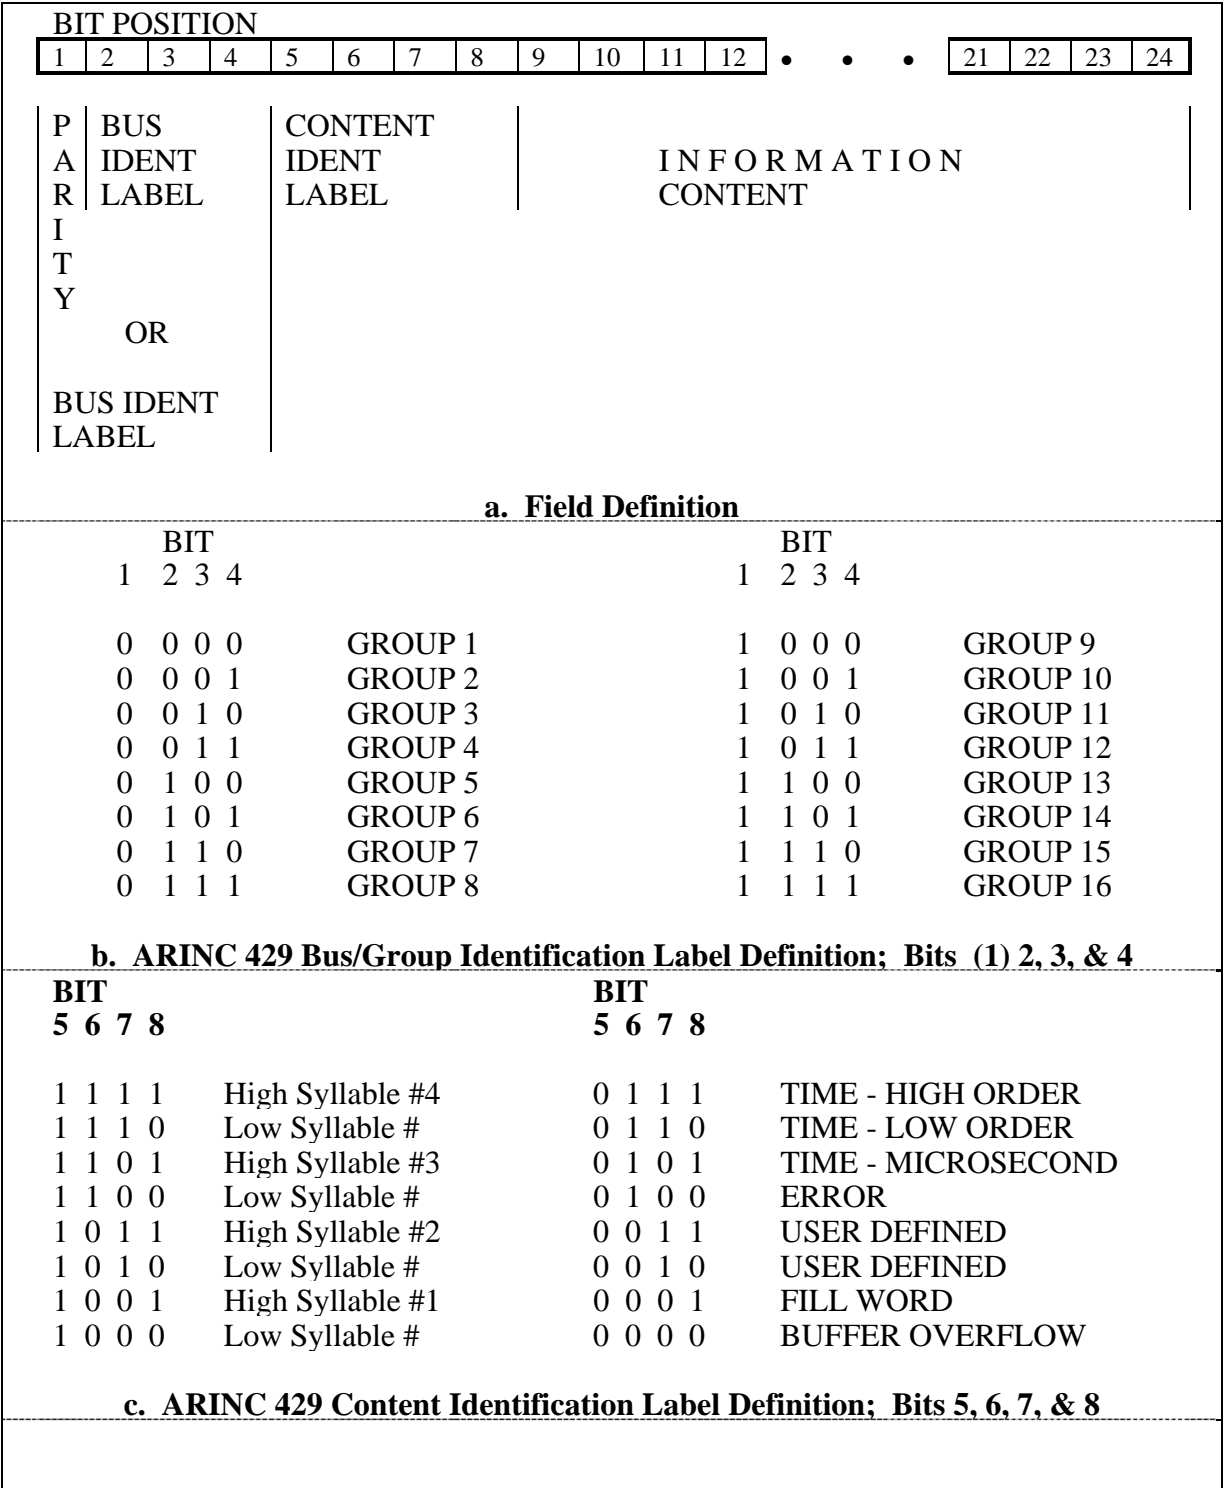 BIT POSITION
1 2 3 4 5 6 7 8 9 10 11 12 • • • 21 22 23 24
P BUS CONTENT
A IDENT IDENT I N F O R M A T I O N
R LABEL LABEL CONTENT
I
T
Y
OR
BUS IDENT
LABEL
a. Field Definition
BIT BIT
1 2 3 4 1 2 3 4
0 0 0 0 GROUP 1 1 0 0 0 GROUP 9
0 0 0 1 GROUP 2 1 0 0 1 GROUP 10
0 0 1 0 GROUP 3 1 0 1 0 GROUP 11
0 0 1 1 GROUP 4 1 0 1 1 GROUP 12
0 1 0 0 GROUP 5 1 1 0 0 GROUP 13
0 1 0 1 GROUP 6 1 1 0 1 GROUP 14
0 1 1 0 GROUP 7 1 1 1 0 GROUP 15
0 1 1 1 GROUP 8 1 1 1 1 GROUP 16
b. ARINC 429 Bus/Group Identification Label Definition; Bits (1) 2, 3, & 4
BIT BIT
5 6 7 8 5 6 7 8
1 1 1 1 High Syllable #4 0 1 1 1 TIME - HIGH ORDER
1 1 1 0 Low Syllable # 0 1 1 0 TIME - LOW ORDER
1 1 0 1 High Syllable #3 0 1 0 1 TIME - MICROSECOND
1 1 0 0 Low Syllable # 0 1 0 0 ERROR
1 0 1 1 High Syllable #2 0 0 1 1 USER DEFINED
1 0 1 0 Low Syllable # 0 0 1 0 USER DEFINED
1 0 0 1 High Syllable #1 0 0 0 1 FILL WORD
1 0 0 0 Low Syllable # 0 0 0 0 BUFFER OVERFLOW
c. ARINC 429 Content Identification Label Definition; Bits 5, 6, 7, & 8